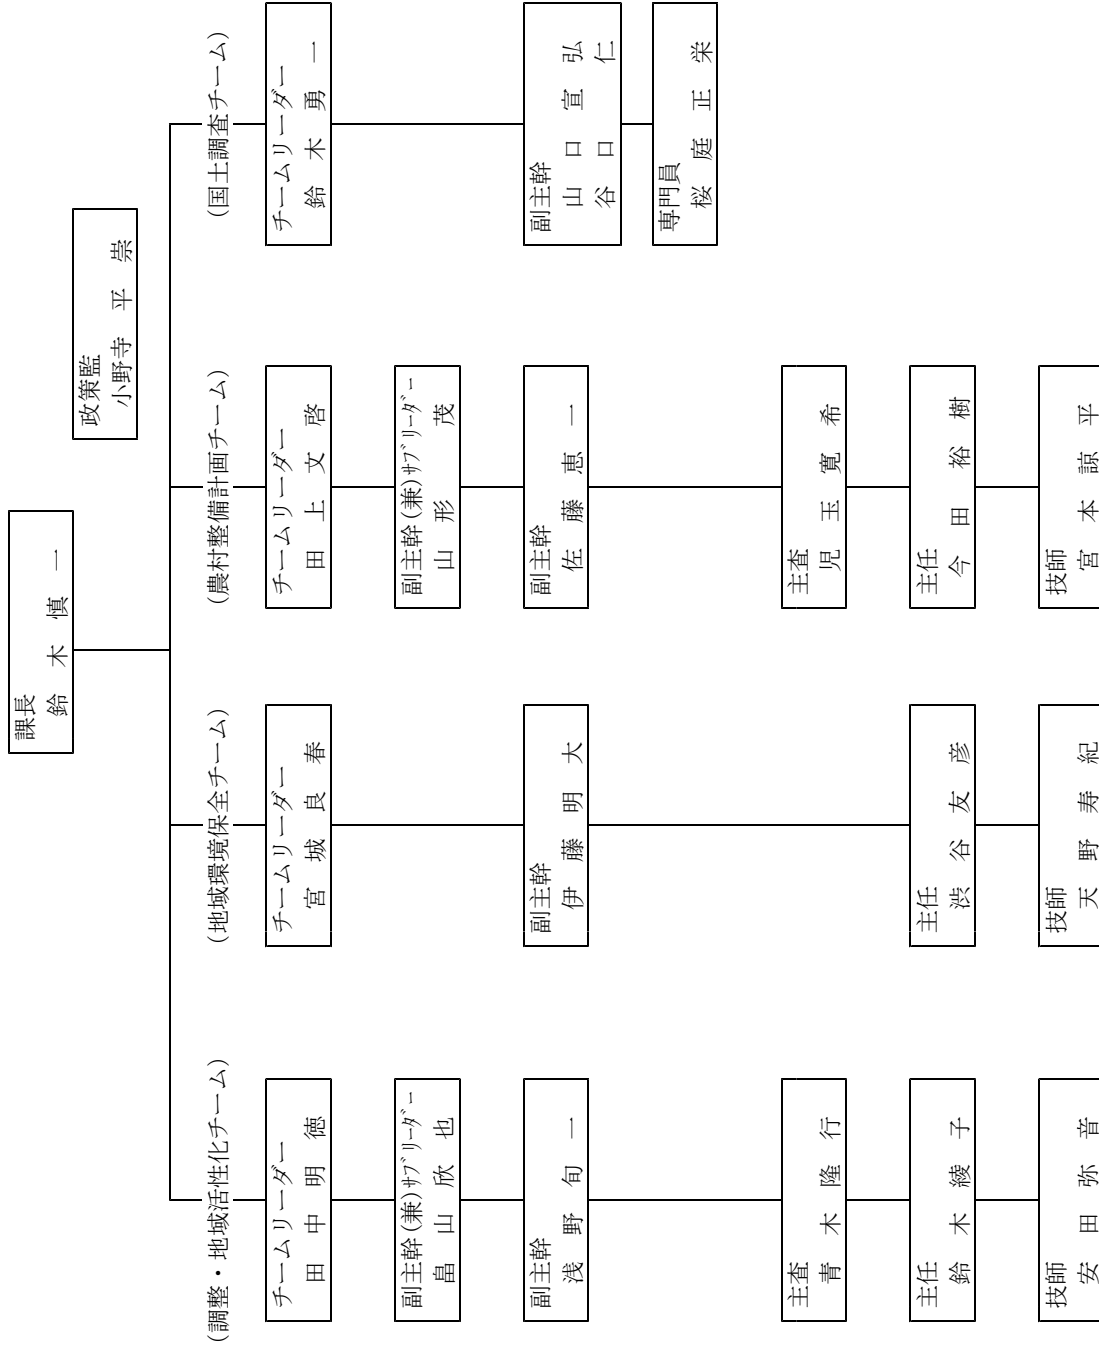 課長
鈴 木 慎 一
政策監
小野寺 平 崇
(調整・地域活性化チーム)
チームリーダー
田 中 明 徳
副主幹(兼)サブリーダー
畠 山 欣 也
副主幹
浅 野 旬 一
主査
青 木 隆 行
主任
鈴 木 綾 子
技師
安 田 弥 音
(地域環境保全チーム)
チームリーダー
宮 城 良 春
副主幹
伊 藤 明 大
主任
渋 谷 友 彦
技師
天 野 寿 紀
(農村整備計画チーム)
チームリーダー
田 上 文 啓
副主幹(兼)サブリーダー
山 形 茂
副主幹
佐 藤 恵 一
主査
児 玉 寛 希
主任
今 田 裕 樹
技師
宮 本 諒 平
(国土調査チーム)
チームリーダー
鈴 木 勇 一
副主幹
山 口 宣 弘
谷 口 仁
専門員
桜 庭 正 栄